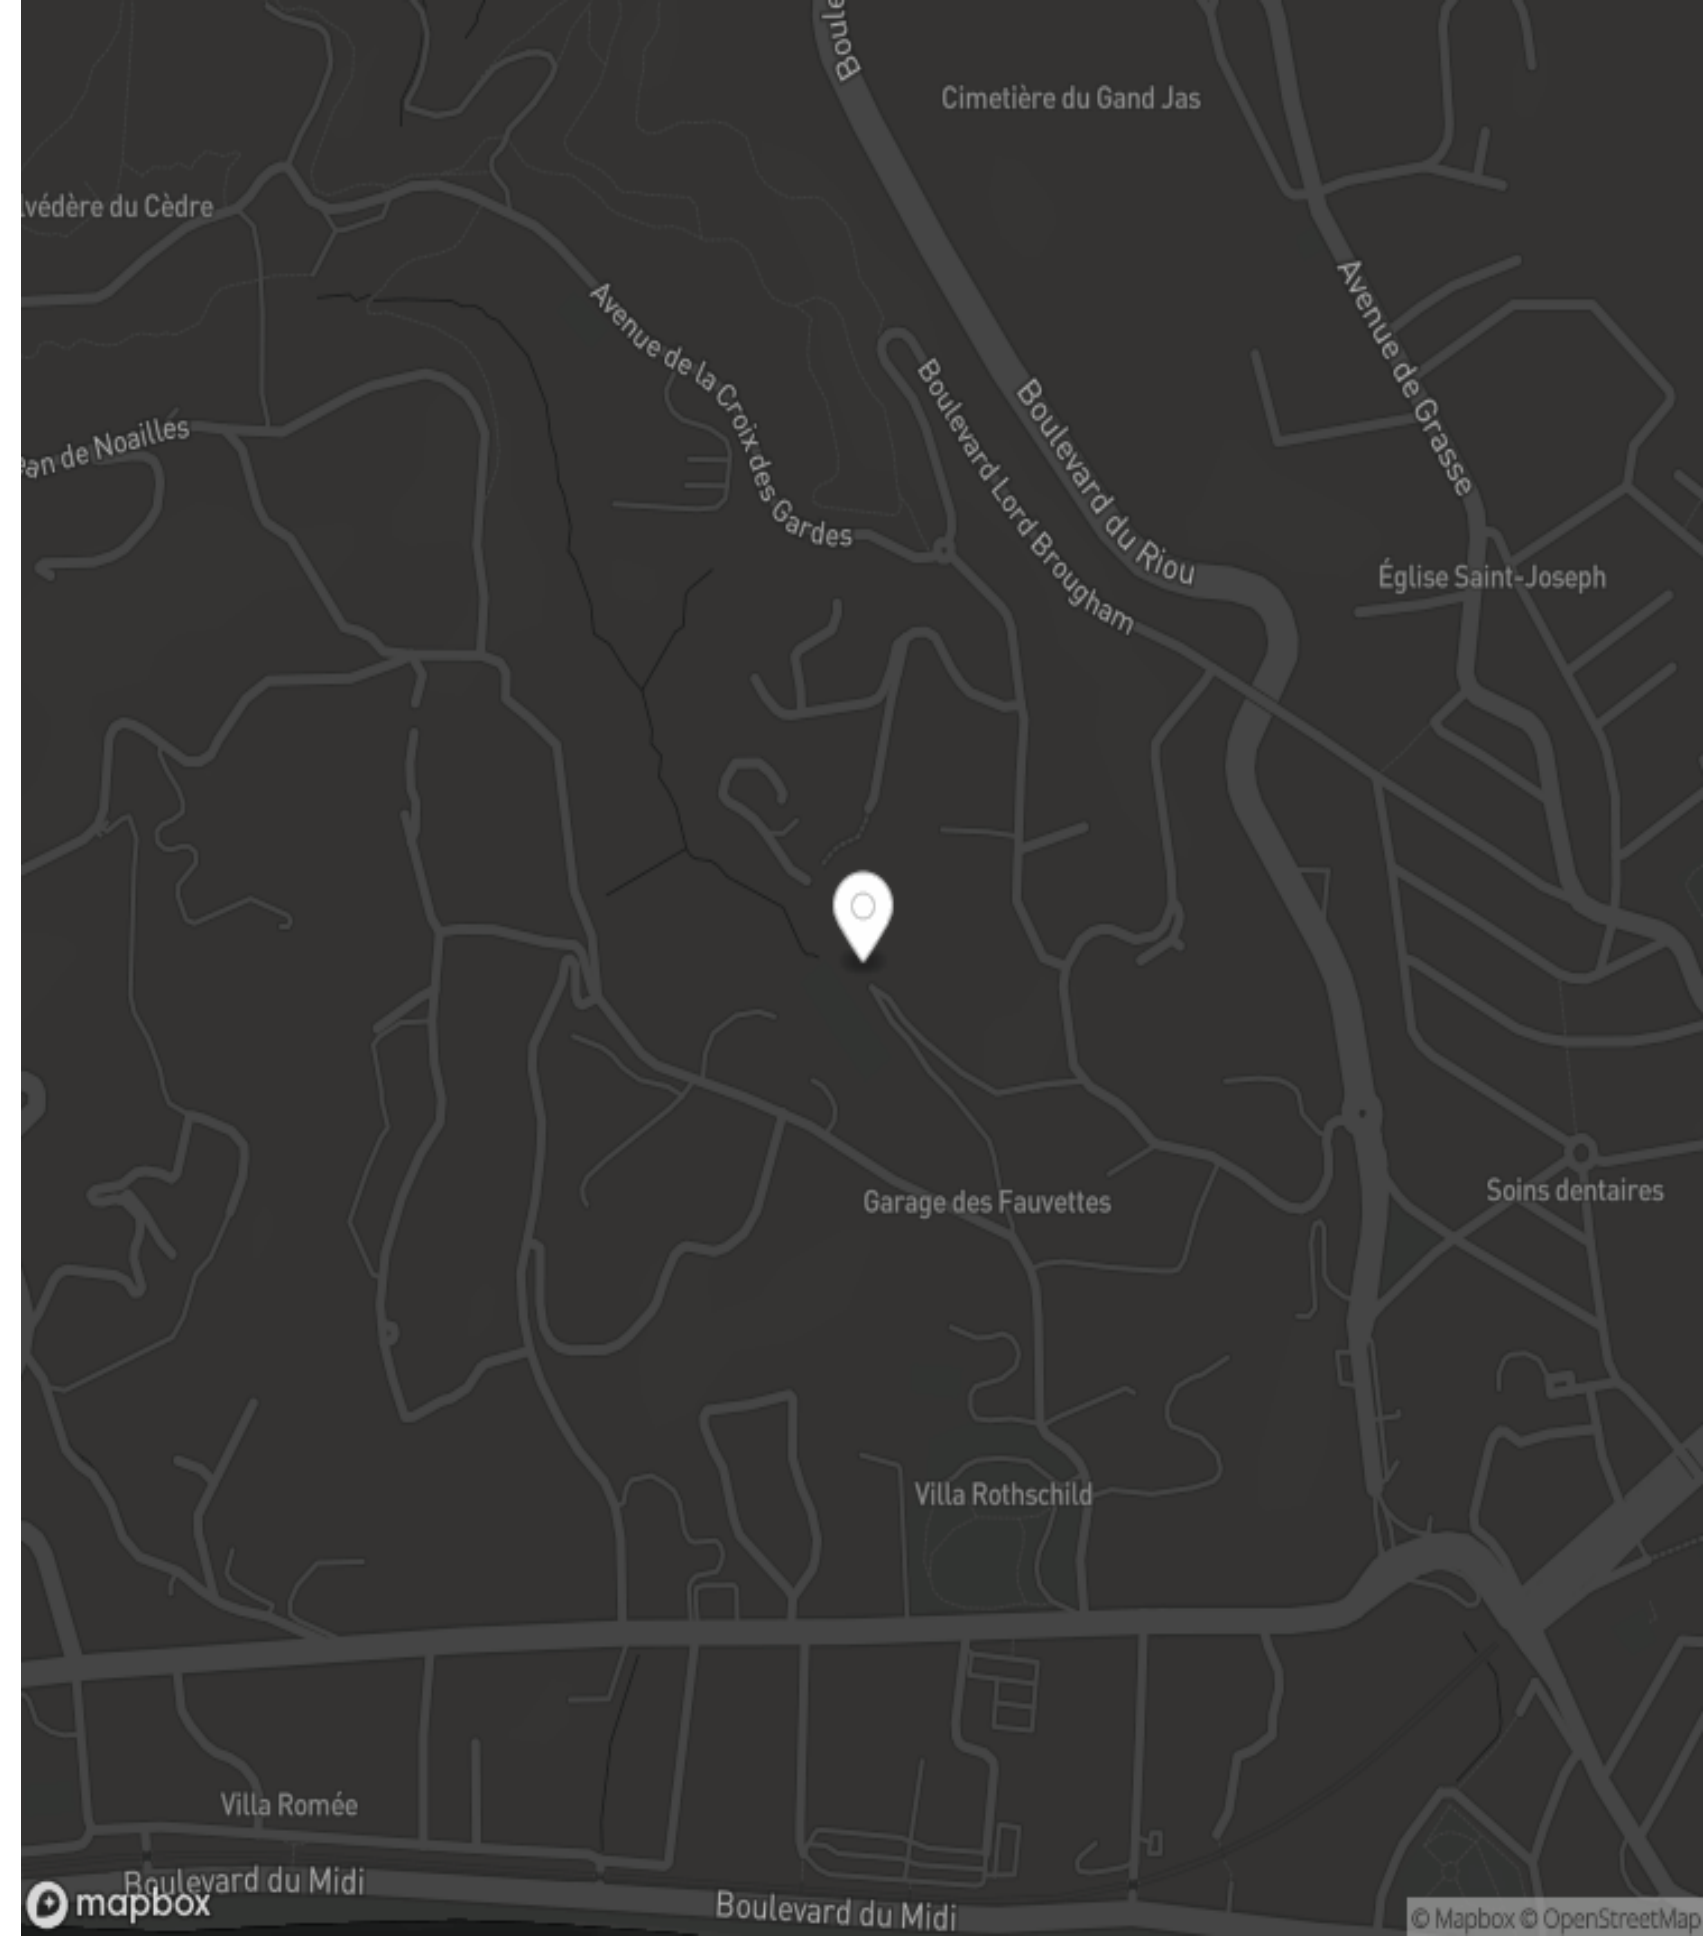 Boule
Cimetière du Gand Jas
lvédère du Cèdre
Avenue de la Croix des Gardes
Avenue de Grasse
Boulevard Lord Brougham
Boulevard du Riou
ean de Noailles
Église Saint-Joseph
Garage des Fauvettes
Soins dentaires
Villa Rothschild
Villa Romée
Boulevard du Midi
mapbox
Boulevard du Midi
© Mapbox © OpenStreetMap